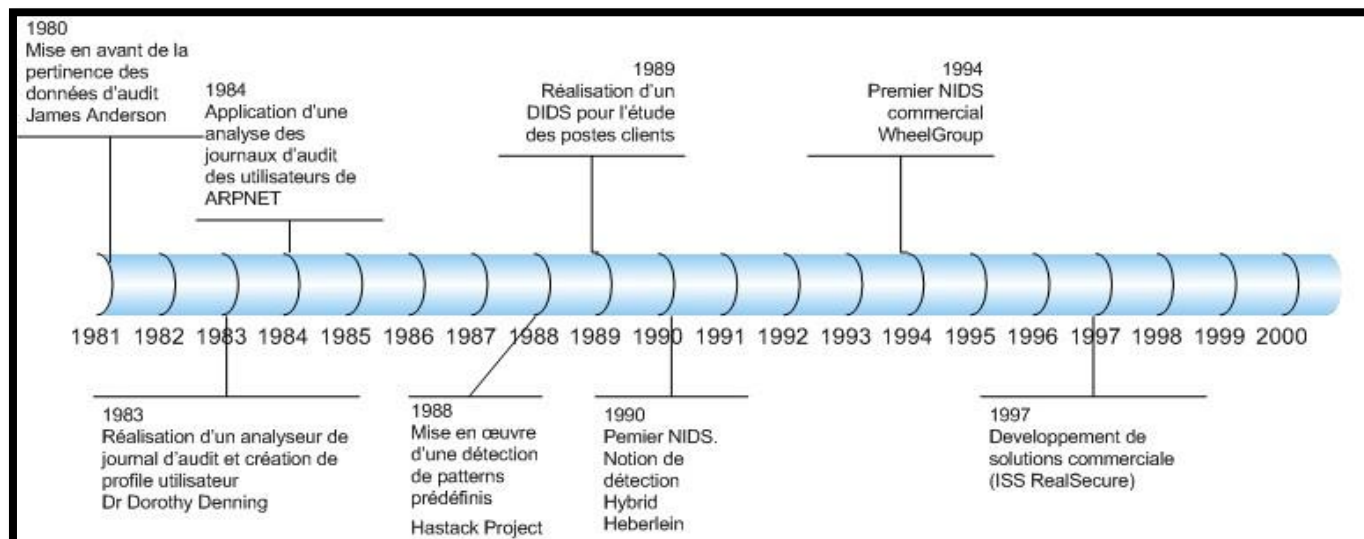 1980
Mise en avant de la
pertinence des
données d'audit
James Anderson
1984
Application d'une
analyse des
journaux d'audit
des utilisateurs de
ARPNET
1989
Réalisation d'un
DIDS pour l'étude
des postes clients
1994
Premier NIDS
commercial
WheelGroup
1981 1982 1983 1984 1985 1986 1987 1988 1989 1990 1991 1992 1993 1994 1995 1996 1997 1998 1999 2000
1983
Réalisation d'un analyseur de
journal d'audit et création de
profile utilisateur
Dr Dorothy Denning
1988
Mise en œuvre
d'une détection
de patterns
prédéfinis
Hastack Project
1990
Pemier NIDS.
Notion de
détection
Hybrid
Heberlein
1997
Developpement de
solutions commerciale
(ISS RealSecure)